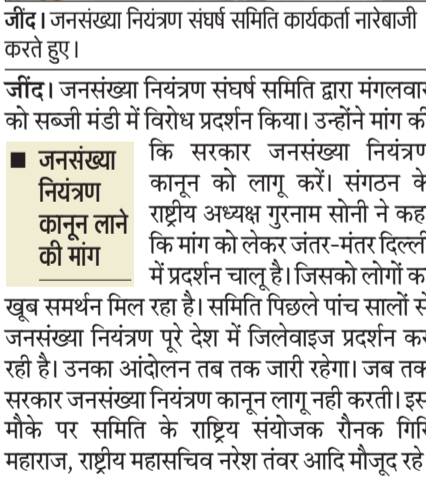 जींद। जनसंख्या नियंत्रण संघर्ष समिति कार्यकर्ता नारेबाजी
करते हुए।
जींद। जनसंख्या नियंत्रण संघर्ष समिति द्वारा मंगलवार
को सब्जी मंडी में विरोध प्रदर्शन किया। उन्होंने मांग की
■ जनसंख्या
नियंत्रण
कानून लाने
की मांग
कि सरकार जनसंख्या नियंत्रण
कानून को लागू करें। संगठन के
राष्ट्रीय अध्यक्ष गुरनाम सोनी ने कह
कि मांग को लेकर जंतर-मंतर दिल्ली
में प्रदर्शन चालू है। जिसको लोगों क
खूब समर्थन मिल रहा है। समिति पिछले पांच सालों से
जनसंख्या नियंत्रण पूरे देश में जिलेवाइज प्रदर्शन कर
रही है। उनका आंदोलन तब तक जारी रहेगा। जब तक
सरकार जनसंख्या नियंत्रण कानून लागू नही करती। इस
मौके पर समिति के राष्ट्रिय संयोजक रौनक गिरि
महाराज, राष्ट्रीय महासचिव नरेश तंवर आदि मौजूद रहे